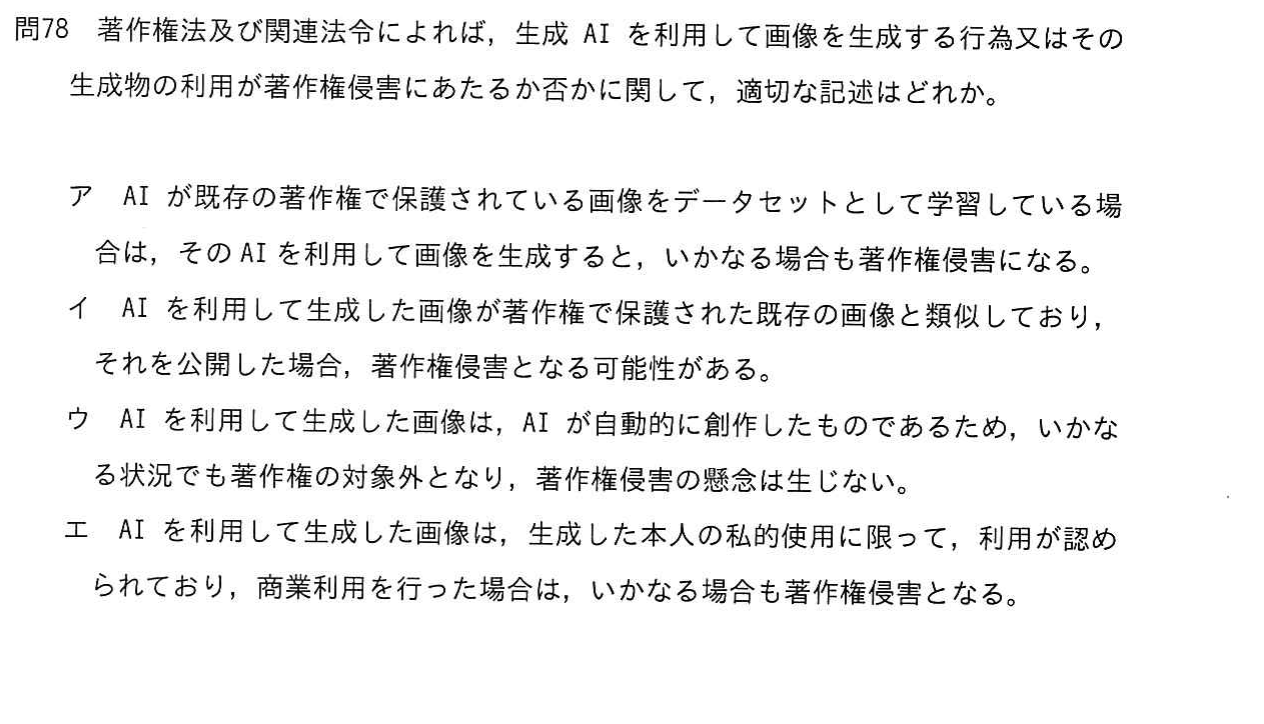 問78 著作権法及び関連法令によれば，生成 AI を利用して画像を生成する行為又はその
生成物の利用が著作権侵害にあたるか否かに関して，適切な記述はどれか。
ア AI が既存の著作権で保護されている画像をデータセットとして学習している場
合は，その AI を利用して画像を生成すると，いかなる場合も著作権侵害になる。
イ AI を利用して生成した画像が著作権で保護された既存の画像と類似しており，
それを公開した場合，著作権侵害となる可能性がある。
ウ AI を利用して生成した画像は，AI が自動的に創作したものであるため，いかな
る状況でも著作権の対象外となり，著作権侵害の懸念は生じない。
エ AI を利用して生成した画像は，生成した本人の私的使用に限って，利用が認め
られており，商業利用を行った場合は，いかなる場合も著作権侵害となる。